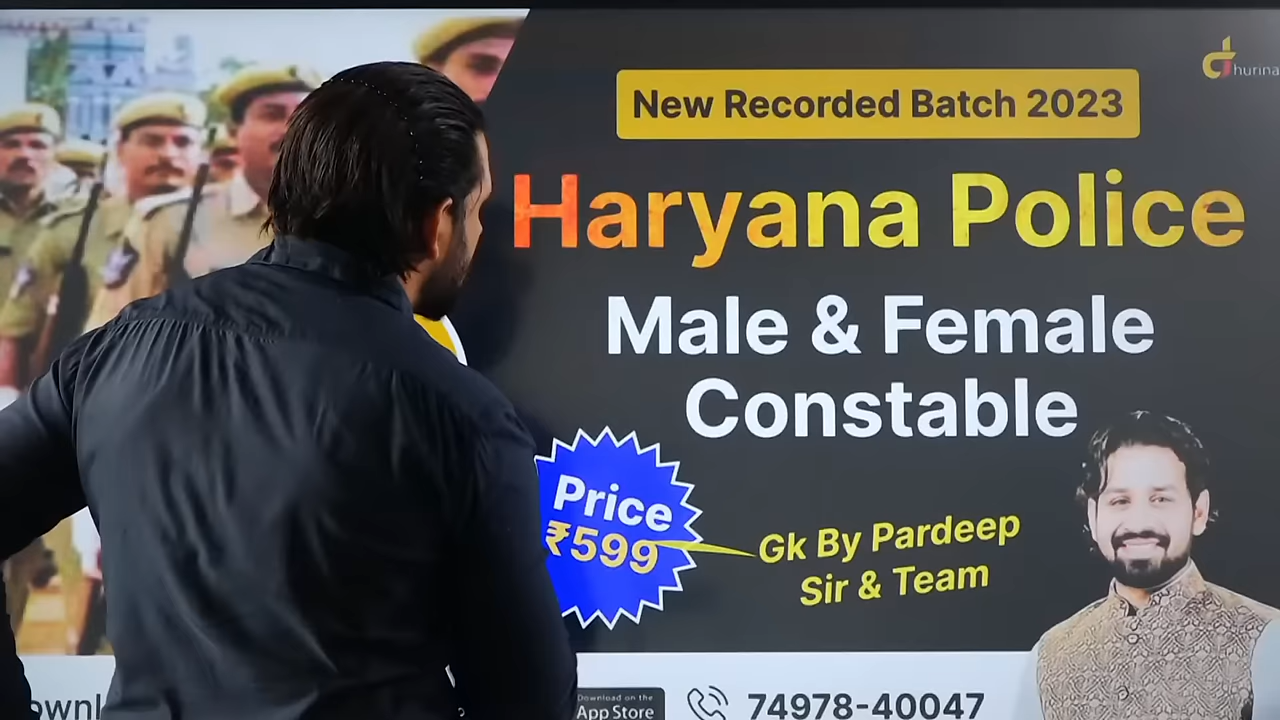 hurina
New Recorded Batch 2023
Haryana Police
Male & Female
Constable
Price
₹599
Gk By Pardeep
Sir & Team
Download on the
App Store
74978-40047